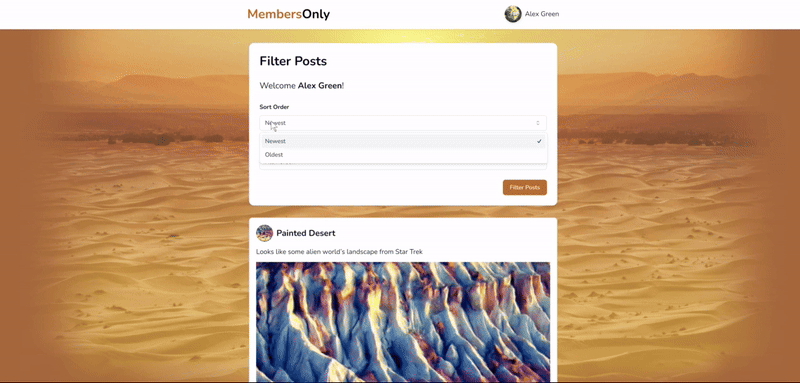 MembersOnly
Alex Green
Filter Posts
Welcome Alex Green!
Sort Order
Newest
Newest
Oldest
Filter Posts
Painted Desert
Looks like some alien world's landscape from Star Trek